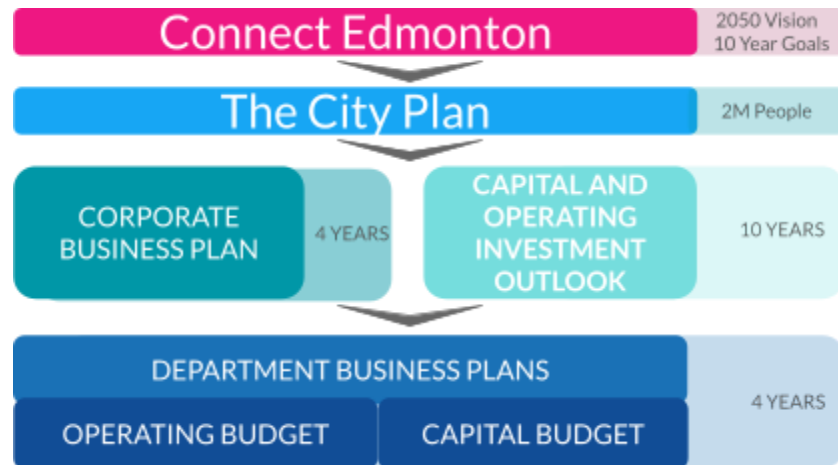 Connect Edmonton
2050 Vision
10 Year Goals
The City Plan
2M People
CORPORATE
BUSINESS PLAN
4 YEARS
CAPITAL AND
OPERATING
INVESTMENT
OUTLOOK
10 YEARS
DEPARTMENT BUSINESS PLANS
4 YEARS
OPERATING BUDGET
CAPITAL BUDGET